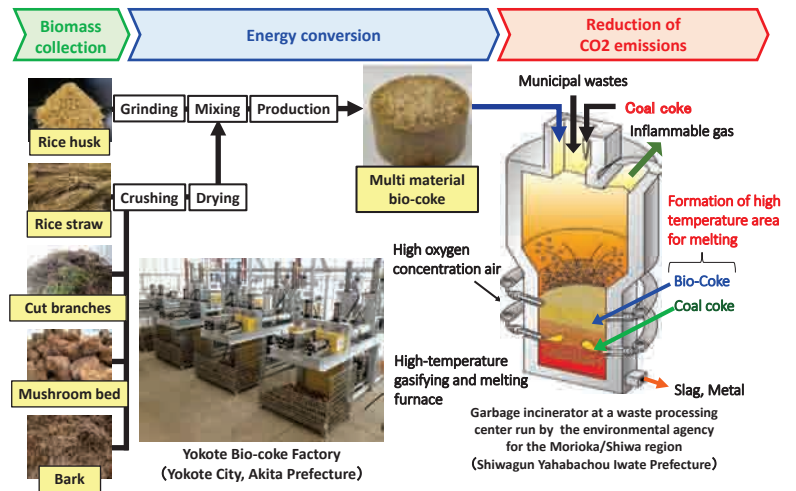 Biomass
collection
Energy conversion
Reduction of
CO2 emissions
Rice husk
Grinding
Mixing
Production
Multi material
bio-coke
Municipal wastes
Coal coke
Inflammable gas
Rice straw
Crushing
Drying
Formation of high
temperature area
for melting
High oxygen
concentration air
Bio-Coke
Coal coke
Cut branches
Mushroom bed
Bark
High-temperature
gasifying and melting
furnace
Slag, Metal
Yokote Bio-coke Factory
(Yokote City, Akita Prefecture)
Garbage incinerator at a waste processing
center run by the environmental agency
for the Morioka/Shiwa region
(Shiwagun Yahabachou Iwate Prefecture)